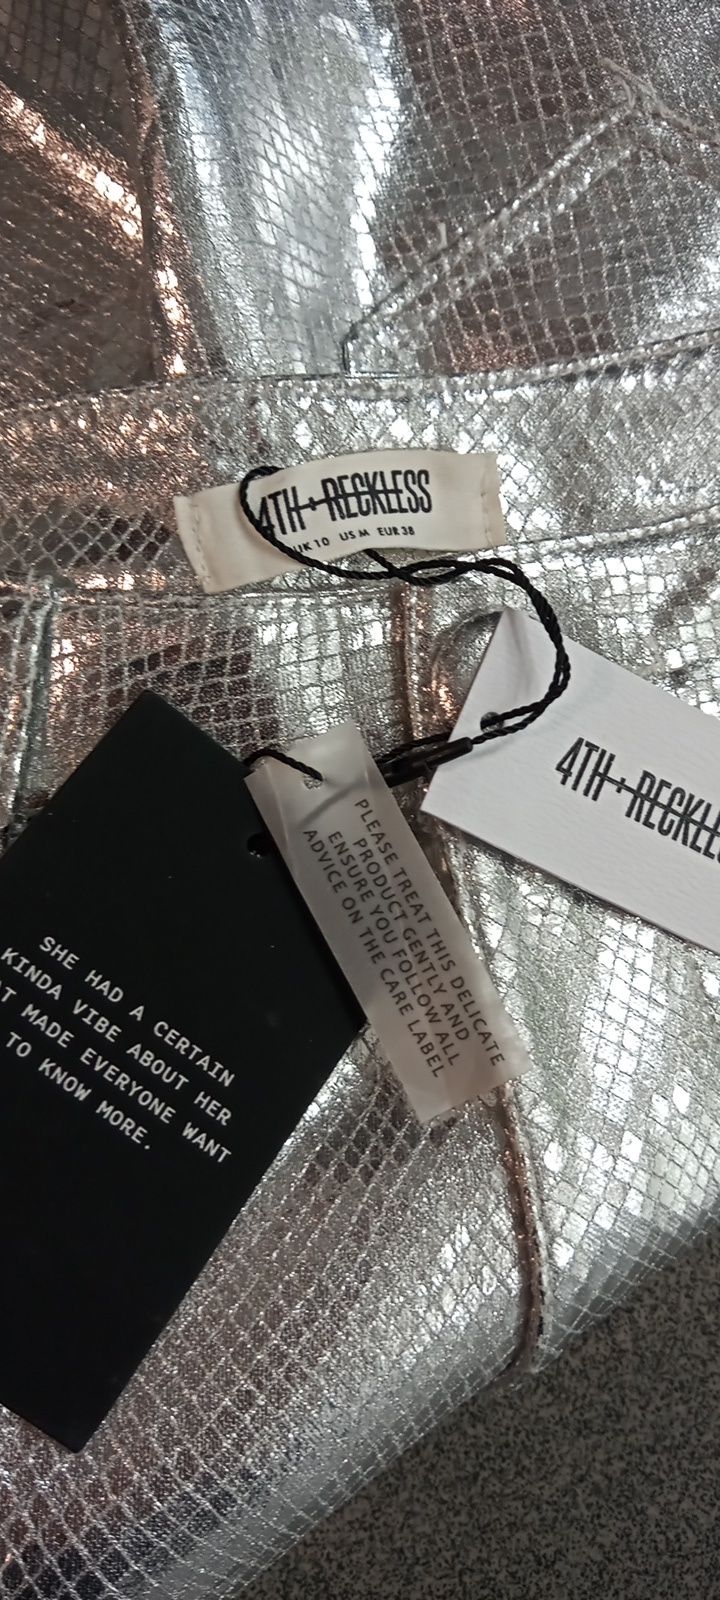 4TH + RECKLESS
UK 10 US M EUR 38
4TH + RECKLE
PLEASE TREAT THIS DELICATE
PRODUCT GENTLY AND
ENSURE YOU FOLLOW ALL
ADVICE ON THE CARE LABEL
SHE HAD A CERTAIN
KINDA VIBE ABOUT HER
AT MADE EVERYONE WANT
TO KNOW MORE.